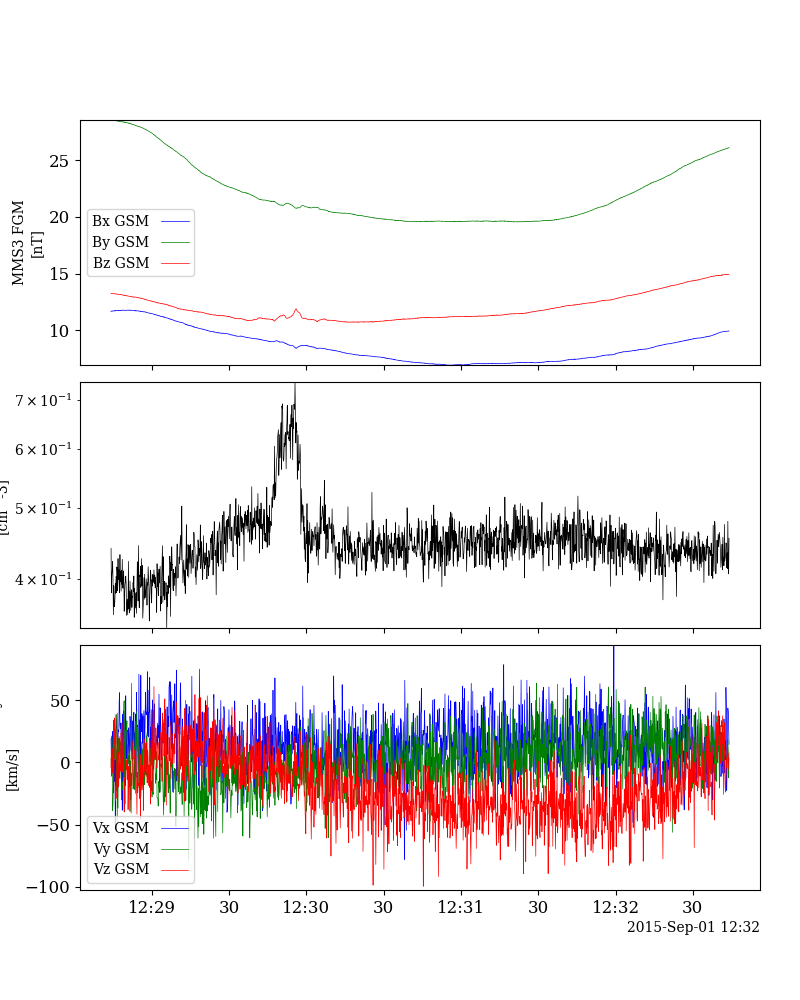 25
20
15
10
MMS3 FGM
[nT]
Bx GSM
By GSM
Bz GSM
7 × 10⁻¹
6 × 10⁻¹
5 × 10⁻¹
4 × 10⁻¹
50
0
−50
−100
[km/s]
Vx GSM
Vy GSM
Vz GSM
12:29 30 12:30 30 12:31 30 12:32 30
2015-Sep-01 12:32